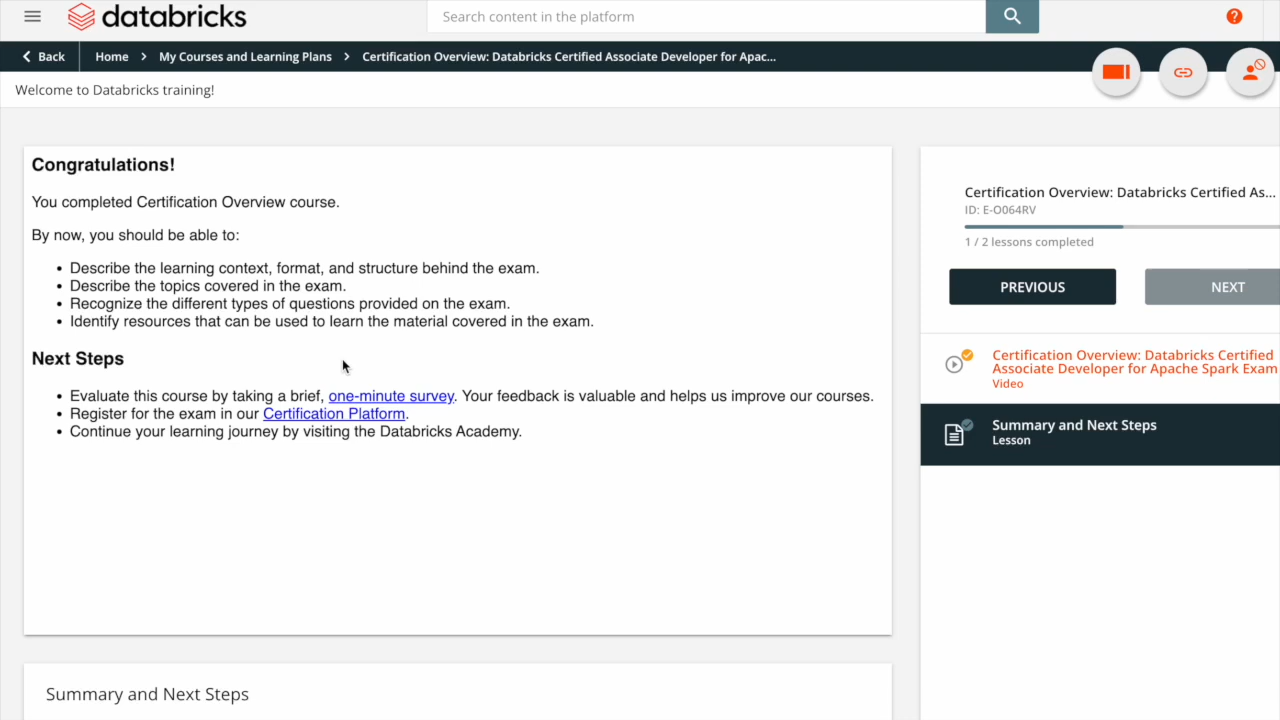 databricks
Search content in the platform
?
Back
Home > My Courses and Learning Plans > Certification Overview: Databricks Certified Associate Developer for Apac...
Welcome to Databricks training!
Congratulations!
You completed Certification Overview course.
By now, you should be able to:
• Describe the learning context, format, and structure behind the exam.
• Describe the topics covered in the exam.
• Recognize the different types of questions provided on the exam.
• Identify resources that can be used to learn the material covered in the exam.
Next Steps
• Evaluate this course by taking a brief, one-minute survey. Your feedback is valuable and helps us improve our courses.
• Register for the exam in our Certification Platform.
• Continue your learning journey by visiting the Databricks Academy.
Summary and Next Steps
Certification Overview: Databricks Certified As...
ID: E-O064RV
1 / 2 lessons completed
PREVIOUS
NEXT
Certification Overview: Databricks Certified
Associate Developer for Apache Spark Exam
Video
Summary and Next Steps
Lesson